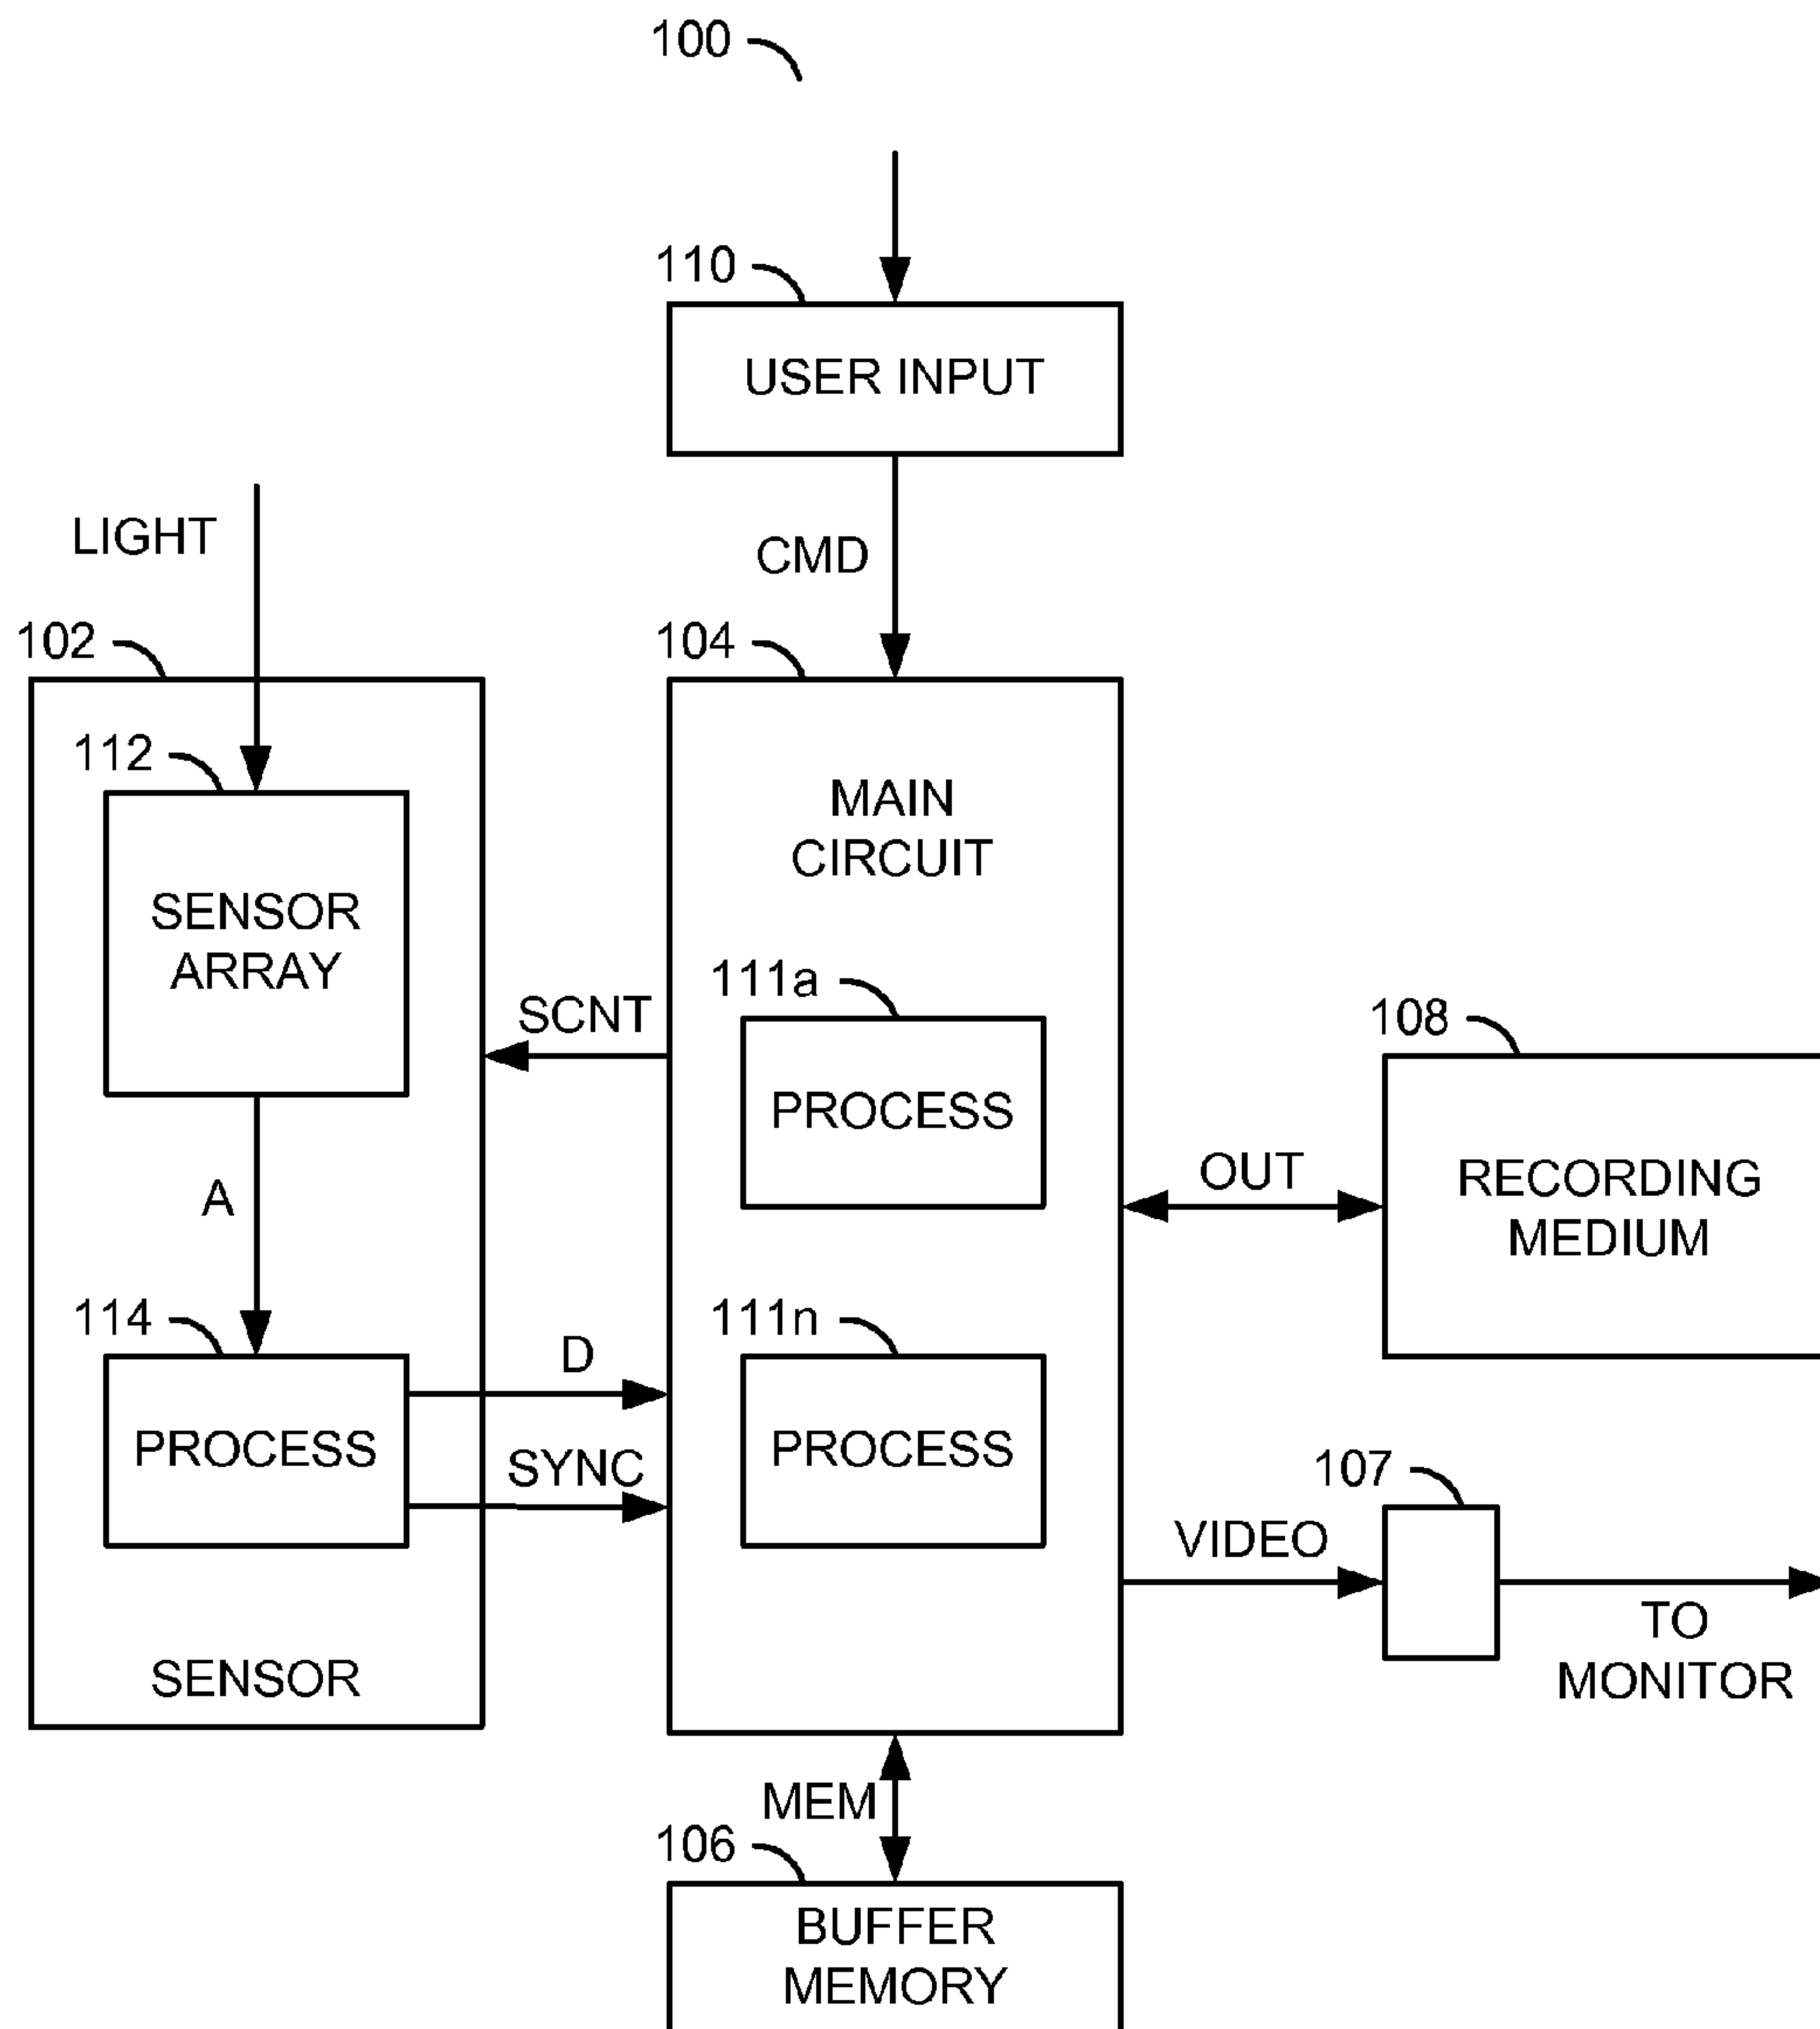 100
110
USER INPUT
LIGHT
CMD
102
104
112
MAIN
CIRCUIT
SENSOR
ARRAY
111a
SCNT
108
PROCESS
OUT
RECORDING
MEDIUM
A
114
111n
D
PROCESS
PROCESS
SYNC
107
VIDEO
TO
MONITOR
SENSOR
MEM
106
BUFFER
MEMORY